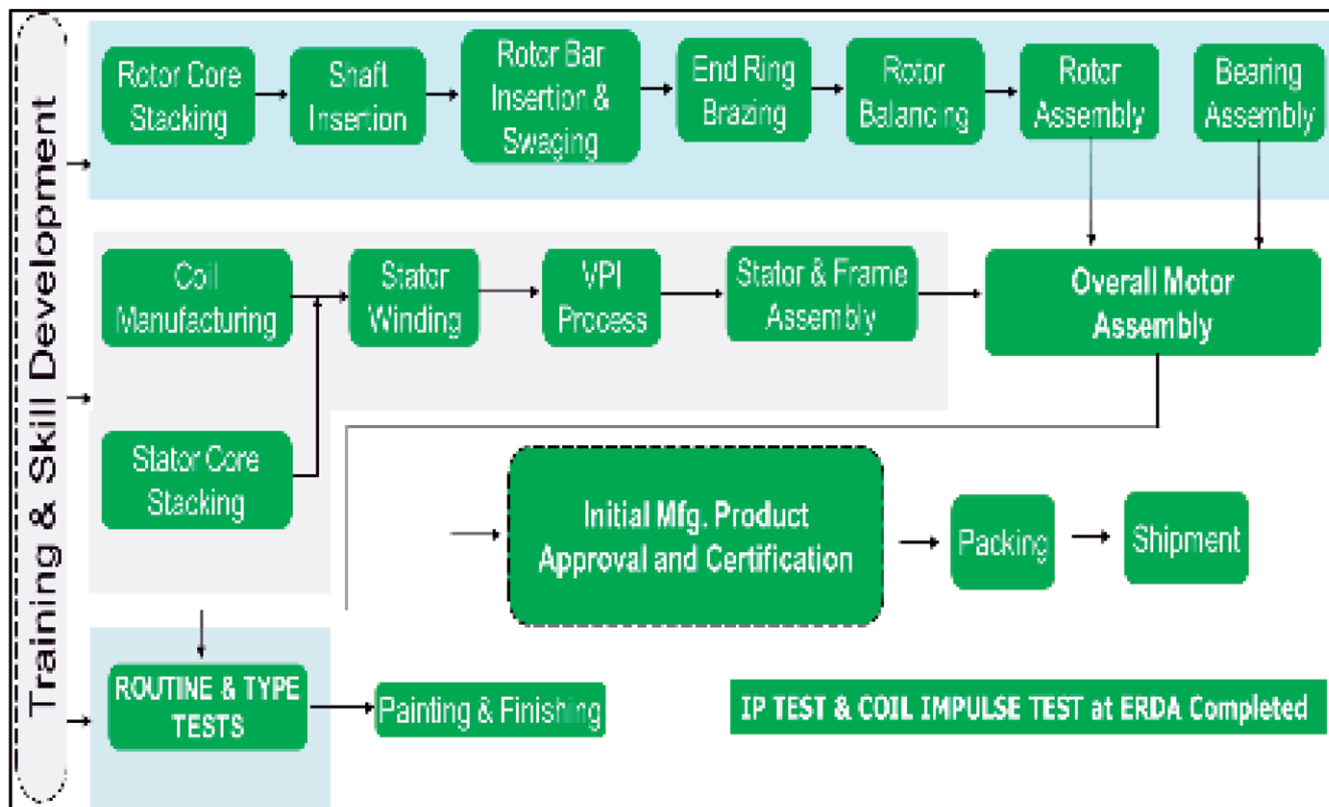 Training & Skill Development
Rotor Core
Stacking
Shaft
Insertion
Rotor Bar
Insertion &
Swaging
End Ring
Brazing
Rotor
Balancing
Rotor
Assembly
Bearing
Assembly
Coil
Manufacturing
Stator
Winding
VPI
Process
Stator & Frame
Assembly
Overall Motor
Assembly
Stator Core
Stacking
Initial Mfg. Product
Approval and Certification
Packing
Shipment
ROUTINE & TYPE
TESTS
Painting & Finishing
IP TEST & COIL IMPULSE TEST at ERDA Completed